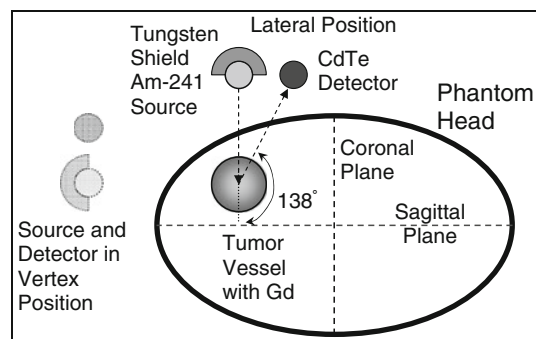 Lateral Position
Tungsten
Shield
Am-241
Source
CdTe
Detector
Phantom
Head
Coronal
Plane
138°
Sagittal
Plane
Tumor
Vessel
with Gd
Source and
Detector in
Vertex
Position